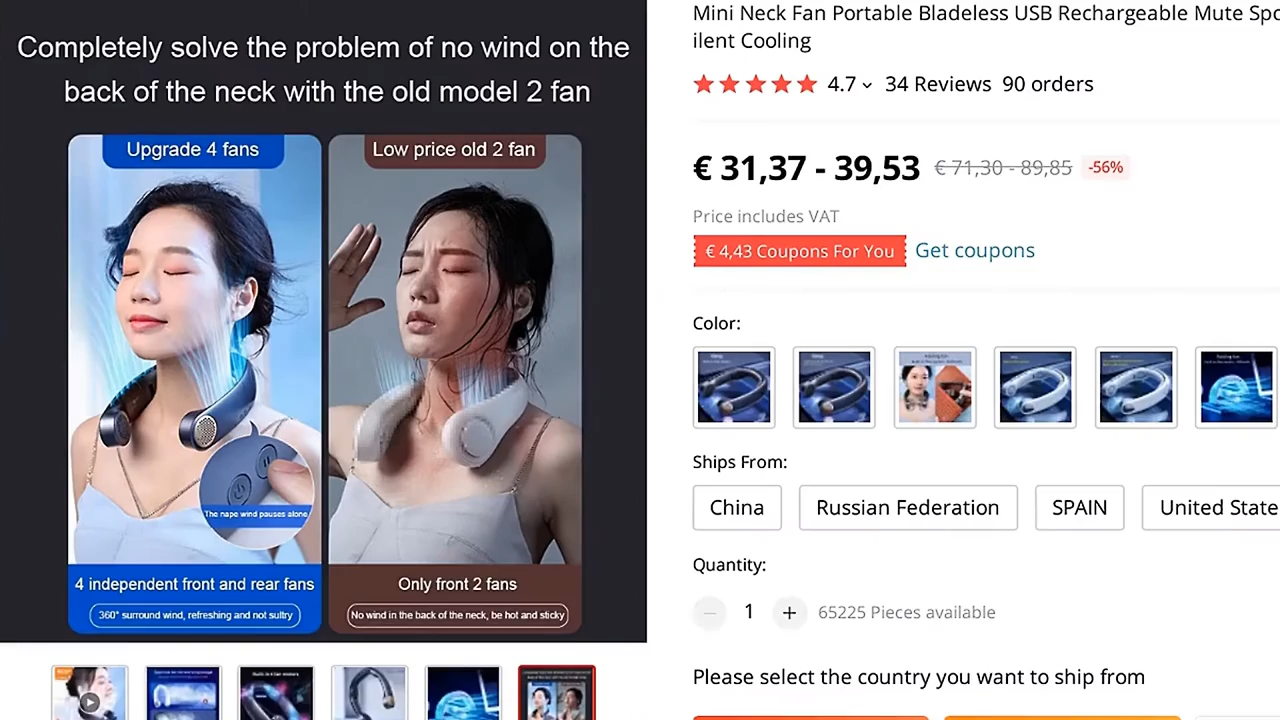 Completely solve the problem of no wind on the
back of the neck with the old model 2 fan
Upgrade 4 fans
Low price old 2 fan
The nape wind pauses alone
4 independent front and rear fans
360° surround wind, refreshing and not sultry
Only front 2 fans
No wind in the back of the neck, be hot and sticky
Mini Neck Fan Portable Bladeless USB Rechargeable Mute Spo
ilent Cooling
4.7 34 Reviews 90 orders
€ 31,37 - 39,53 € 71,30 - 89,85 -56%
Price includes VAT
€ 4,43 Coupons For You Get coupons
Color:
Ships From:
China Russian Federation SPAIN United State
Quantity:
1 + 65225 Pieces available
Please select the country you want to ship from